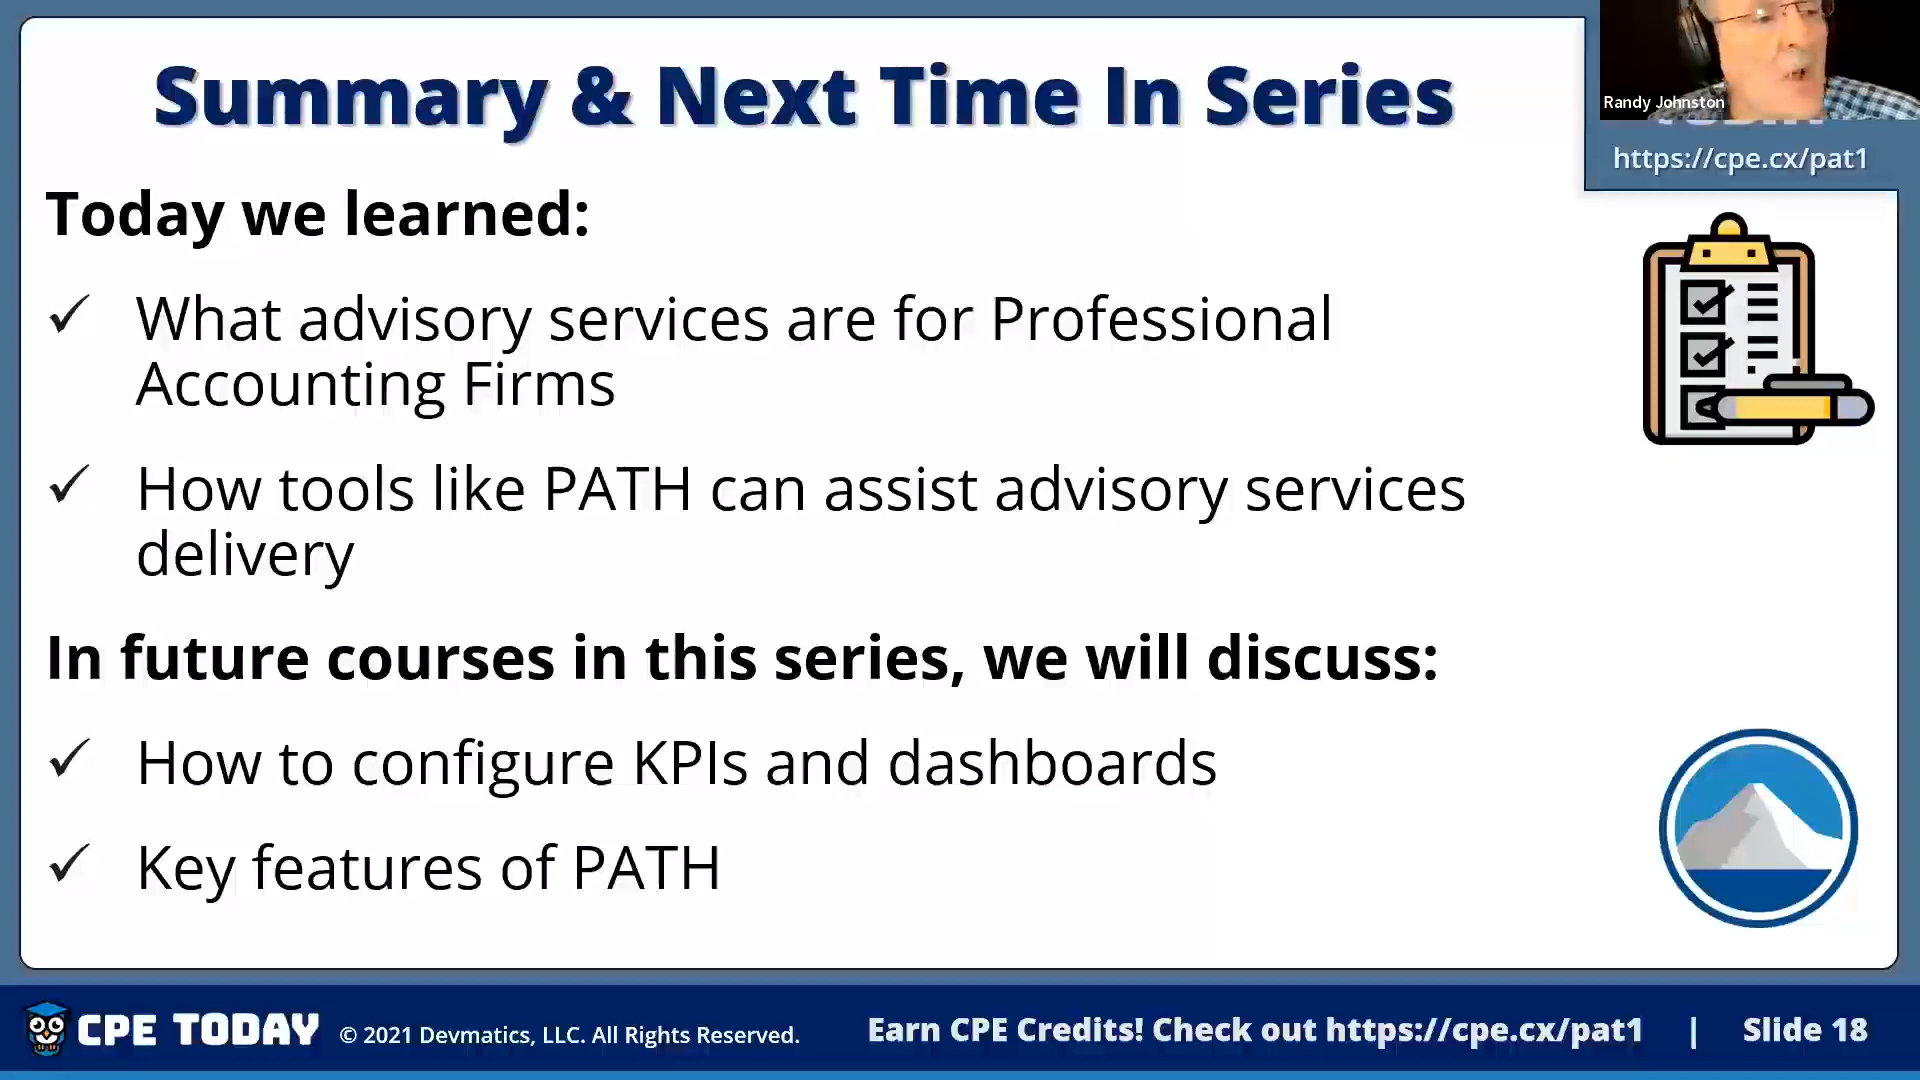 Summary & Next Time In Series
Randy Johnston
https://cpe.cx/pat1
Today we learned:
✓ What advisory services are for Professional
Accounting Firms
✓ How tools like PATH can assist advisory services
delivery
In future courses in this series, we will discuss:
✓ How to configure KPIs and dashboards
✓ Key features of PATH
CPE TODAY
© 2021 Devmatics, LLC. All Rights Reserved.
Earn CPE Credits! Check out https://cpe.cx/pat1 | Slide 18